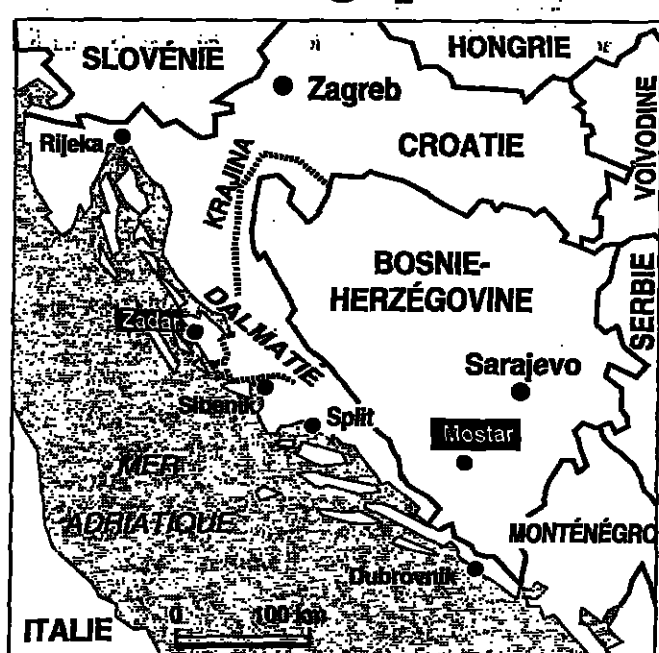 SLOVÉNIE
HONGRIE
Zagreb
VOÏVODINE
Rijeka
CROATIE
KRAJINA
BOSNIE-
HERZÉGOVINE
SERBIE
DALMATIE
Zadar
Sarajevo
Sibenik
Split
Mostar
MER
ADRIATIQUE
MONTÉNÉGRO
Dubrovnik
0 100 km
ITALIE